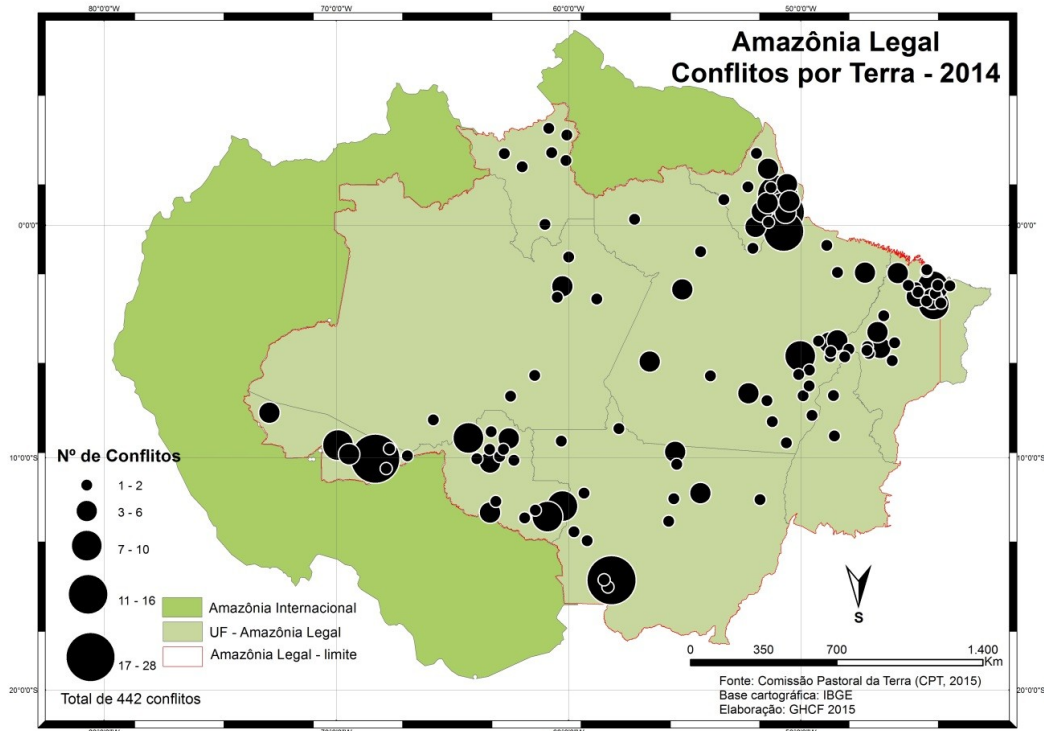 80°0'0"W 70°0'0"W 60°0'0"W 50°0'0"W
Amazônia Legal
Conflitos por Terra - 2014
0°0'0" 0°0'0"
10°0'0"S 10°0'0"S
20°0'0"S 20°0'0"S
Nº de Conflitos
1 - 2
3 - 6
7 - 10
11 - 16
17 - 28
Total de 442 conflitos
Amazônia Internacional
UF - Amazônia Legal
Amazônia Legal - limite
S
0 350 700 1.400
Km
Fonte: Comissão Pastoral da Terra (CPT, 2015)
Base cartográfica: IBGE
Elaboração: GHCF 2015